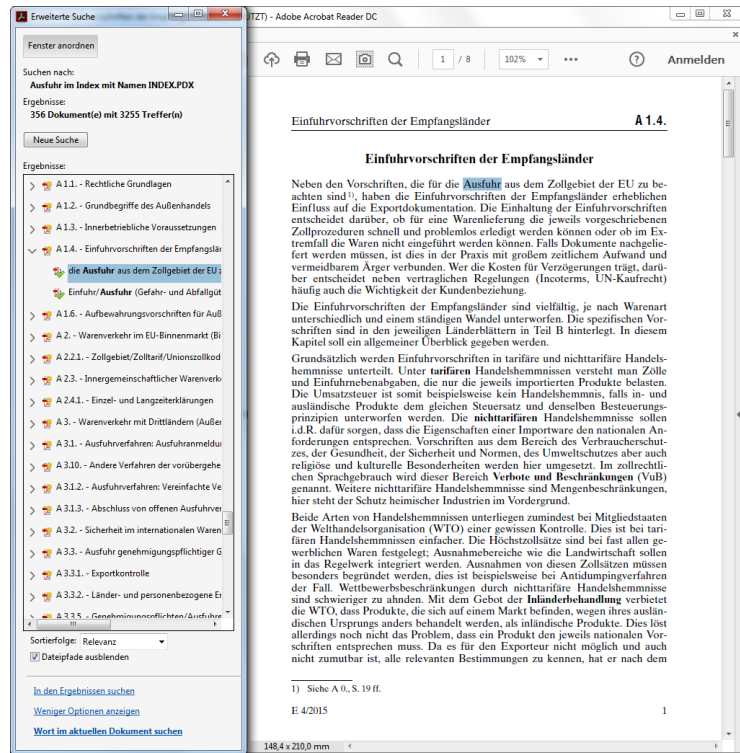 Erweiterte Suche
TZT) - Adobe Acrobat Reader DC
Fenster anordnen
Suchen nach:
Ausfuhr im Index mit Namen INDEX.PDX
Ergebnisse:
356 Dokument(e) mit 3255 Treffer(n)
Neue Suche
Ergebnisse:
A 1.1. - Rechtliche Grundlagen
A 1.2. - Grundbegriffe des Außenhandels
A 1.3. - Innerbetriebliche Voraussetzungen
A 1.4. - Einfuhrvorschriften der Empfangslän
die Ausfuhr aus dem Zollgebiet der EU z
Einfuhr/Ausfuhr (Gefahr- und Abfallgüt
A 1.6. - Aufbewahrungsvorschriften für Auß
A 2. - Warenverkehr im EU-Binnenmarkt (Bi
A 2.2.1. - Zollgebiet/Zolltarif/Unionszollkod
A 2.3. - Innergemeinschaftlicher Warenverk
A 2.4.1. - Einzel- und Langzeiterklärungen
A 3. - Warenverkehr mit Drittländern (Außer
A 3.1. - Ausfuhrverfahren: Ausfuhranmeldu
A 3.10. - Andere Verfahren der vorübergehe
A 3.1.2. - Ausfuhrverfahren: Vereinfachte Ve
A 3.1.3. - Abschluss von offenen Ausfuhrver
A 3.2. - Sicherheit im internationalen Waren
A 3.3. - Ausfuhr genehmigungspflichtiger G
A 3.3.1. - Exportkontrolle
A 3.3.2. - Länder- und personenbezogene Er
A 3.3.5. - Genehmigungspflichten/Ausfuhre
Sortierfolge: Relevanz
Dateipfade ausblenden
In den Ergebnissen suchen
Weniger Optionen anzeigen
Wort im aktuellen Dokument suchen
1 / 8
102%
Anmelden
Einfuhrvorschriften der Empfangsländer A 1.4.
Einfuhrvorschriften der Empfangsländer
Neben den Vorschriften, die für die Ausfuhr aus dem Zollgebiet der EU zu be-
achten sind 1), haben die Einfuhrvorschriften der Empfangsländer erheblichen
Einfluss auf die Exportdokumentation. Die Einhaltung der Einfuhrvorschriften
entscheidet darüber, ob für eine Warenlieferung die jeweils vorgeschriebenen
Zollprozeduren schnell und problemlos erledigt werden können oder ob im Ex-
tremfall die Waren nicht eingeführt werden können. Falls Dokumente nachgelie-
fert werden müssen, ist dies in der Praxis mit großem zeitlichem Aufwand und
vermeidbarem Ärger verbunden. Wer die Kosten für Verzögerungen trägt, darü-
ber entscheidet neben vertraglichen Regelungen (Incoterms, UN-Kaufrecht)
häufig auch die Wichtigkeit der Kundenbeziehung.
Die Einfuhrvorschriften der Empfangsländer sind vielfältig, je nach Warenart
unterschiedlich und einem ständigen Wandel unterworfen. Die spezifischen Vor-
schriften sind in den jeweiligen Länderblättern in Teil B hinterlegt. In diesem
Kapitel soll ein allgemeiner Überblick gegeben werden.
Grundsätzlich werden Einfuhrvorschriften in tarifäre und nichttarifäre Handels-
hemmnisse unterteilt. Unter tarifären Handelshemmnissen versteht man Zölle
und Einfuhrnebenabgaben, die nur die jeweils importierten Produkte belasten.
Die Umsatzsteuer ist somit beispielsweise kein Handelshemmnis, falls in- und
ausländische Produkte dem gleichen Steuersatz und denselben Besteuerungs-
prinzipien unterworfen werden. Die nichttarifären Handelshemmnisse sollen
i.d.R. dafür sorgen, dass die Eigenschaften einer Importware den nationalen An-
forderungen entsprechen. Vorschriften aus dem Bereich des Verbraucherschut-
zes, der Gesundheit, der Sicherheit und Normen, des Umweltschutzes aber auch
religiöse und kulturelle Besonderheiten werden hier umgesetzt. Im zollrechtli-
chen Sprachgebrauch wird dieser Bereich Verbote und Beschränkungen (VuB)
genannt. Weitere nichttarifäre Handelshemmnisse sind Mengenbeschränkungen,
hier steht der Schutz heimischer Industrien im Vordergrund.
Beide Arten von Handelshemmnissen unterliegen zumindest bei Mitgliedstaaten
der Welthandelsorganisation (WTO) einer gewissen Kontrolle. Dies ist bei tari-
fären Handelshemmnissen einfacher. Die Höchstzollsätze sind bei fast allen ge-
werblichen Waren festgelegt; Ausnahmebereiche wie die Landwirtschaft sollen
in das Regelwerk integriert werden. Ausnahmen von diesen Zollsätzen müssen
besonders begründet werden, dies ist beispielsweise bei Antidumpingverfahren
der Fall. Wettbewerbsbeschränkungen durch nichttarifäre Handelshemmnisse
sind schwieriger zu ahnden. Mit dem Gebot der Inländerbehandlung verbietet
die WTO, dass Produkte, die sich auf einem Markt befinden, wegen ihres auslän-
dischen Ursprungs anders behandelt werden, als inländische Produkte. Dies löst
allerdings noch nicht das Problem, dass ein Produkt den jeweils nationalen Vor-
schriften entsprechen muss. Da es für den Exporteur nicht möglich und auch
nicht zumutbar ist, alle relevanten Bestimmungen zu kennen, hat er nach dem
1) Siehe A 0., S. 19 ff.
E 4/2015 1
148,4 x 210,0 mm